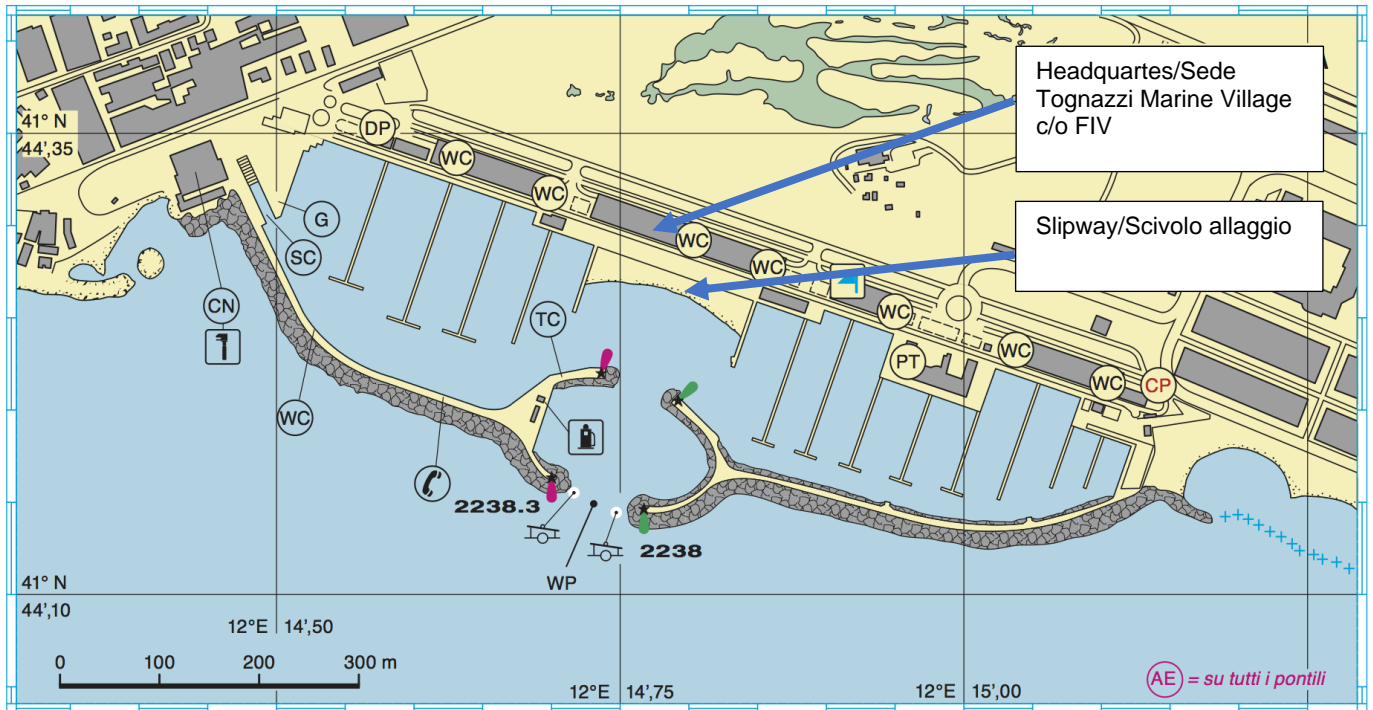 Headquartes/Sede
Tognazzi Marine Village
c/o FIV
41° N
44',35
DP
WC
WC
G
SC
WC
WC
Slipway/Scivolo allaggio
CN
TC
WC
PT
WC
WC
CP
WC
2238.3
2238
WP
41° N
44',10
12°E 14',50
0 100 200 300 m
12°E 14',75
12°E 15',00
AE = su tutti i pontili